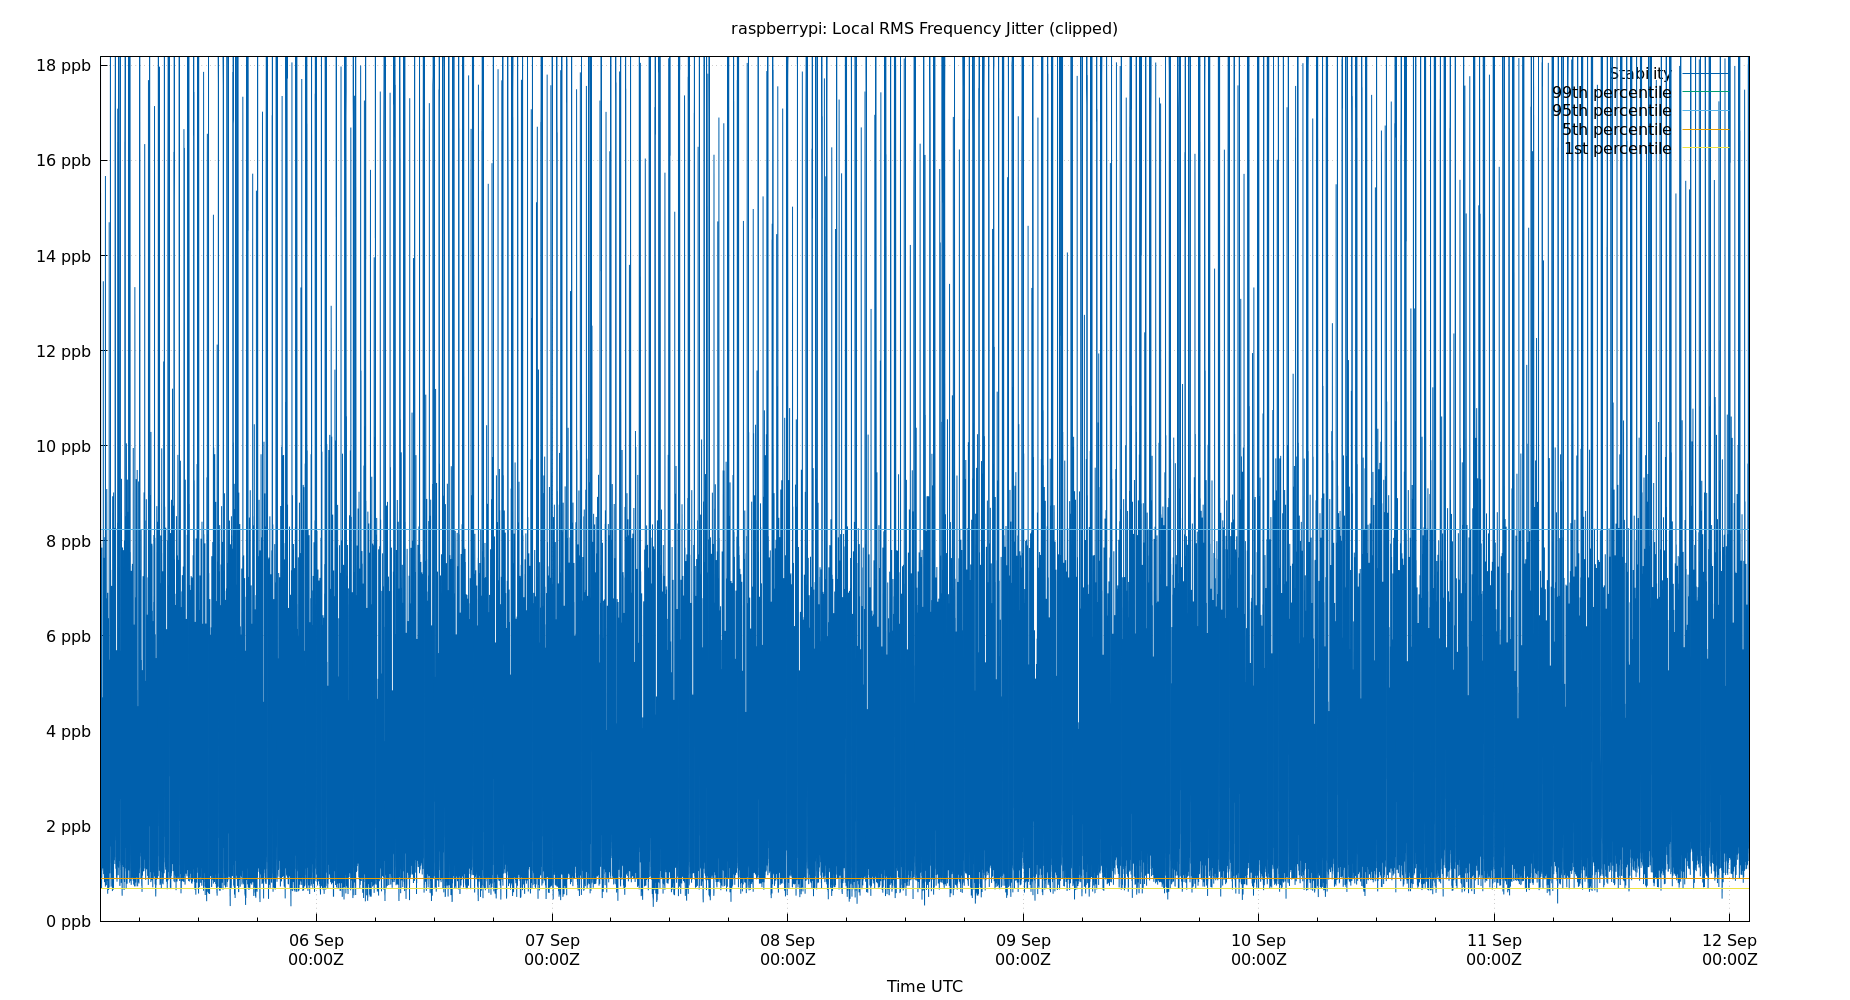 raspberrypi: Local RMS Frequency Jitter (clipped)
18 ppb
16 ppb
14 ppb
12 ppb
10 ppb
8 ppb
6 ppb
4 ppb
2 ppb
0 ppb
Stability
99th percentile
95th percentile
5th percentile
1st percentile
06 Sep
00:00Z
07 Sep
00:00Z
08 Sep
00:00Z
09 Sep
00:00Z
10 Sep
00:00Z
11 Sep
00:00Z
12 Sep
00:00Z
Time UTC